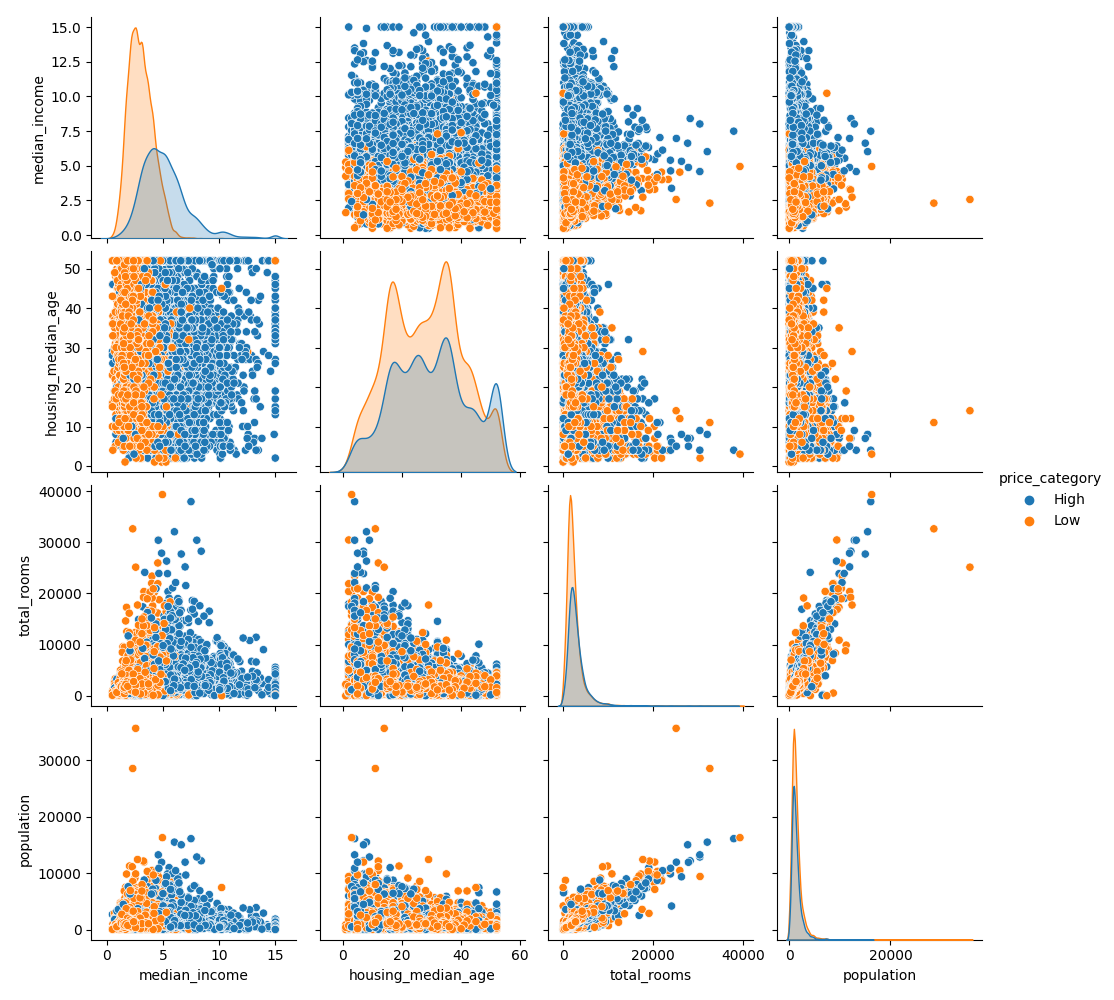 15.0
12.5
10.0
7.5
5.0
2.5
0.0
median_income
50
40
30
20
10
0
housing_median_age
price_category
High
Low
40000
30000
20000
10000
0
total_rooms
30000
20000
10000
0
population
0 5 10 15
median_income
0 20 40 60
housing_median_age
0 20000 40000
total_rooms
0 20000
population